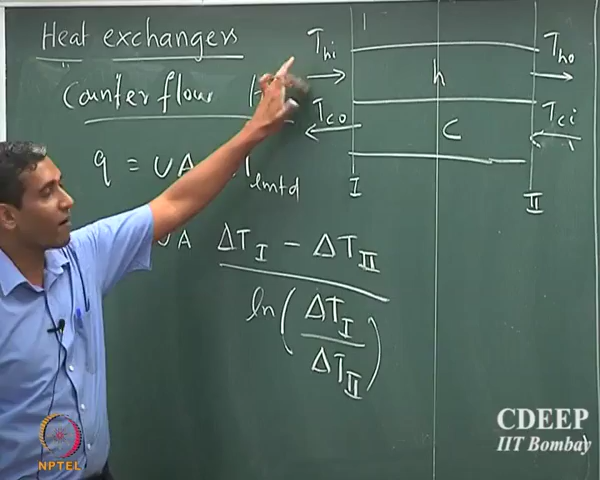 Heat exchangers
Counter flow H
q = UA T lmtd
UA ΔT_I − ΔT_II
ln (ΔT_I / ΔT_II)
T_hi
h
T_ho
T_co
C
T_ci
I
II
CDEEP
IIT Bombay
NPTEL